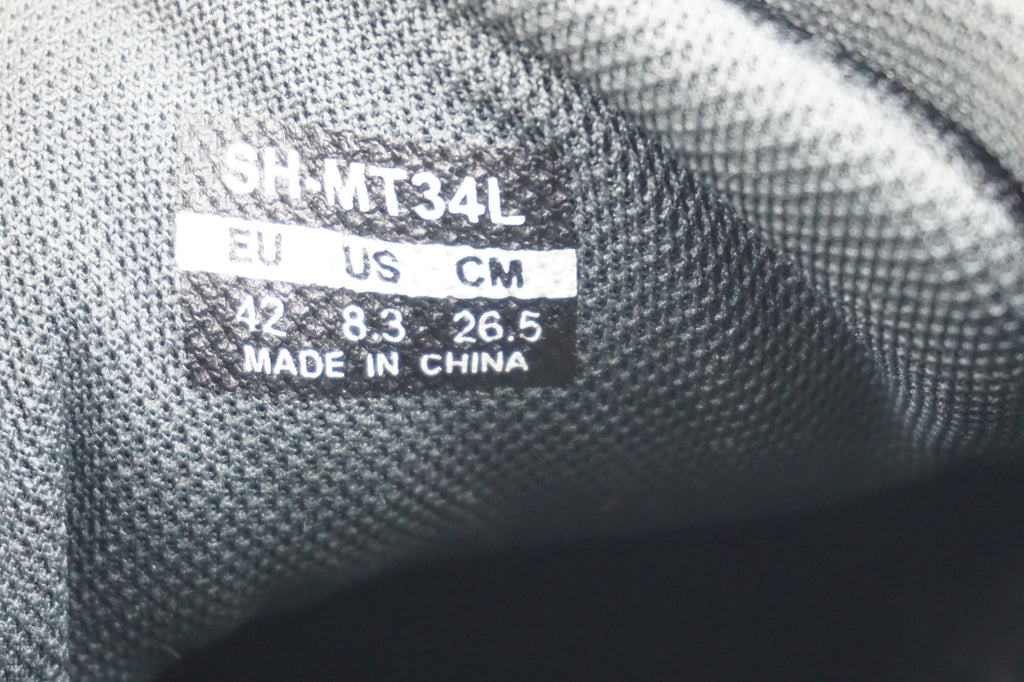 SH-MT34L
EU US CM
42 8.3 26.5
MADE IN CHINA